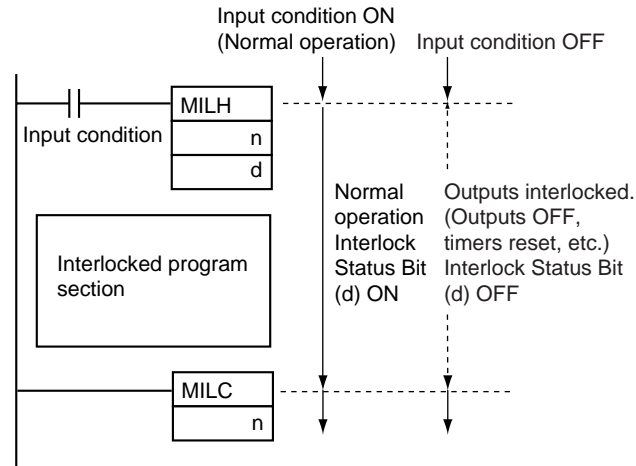 Input condition ON
(Normal operation)
Input condition OFF
MILH
Input condition
n
d
Normal
operation
Interlock
Status Bit
(d) ON
Outputs interlocked.
(Outputs OFF,
timers reset, etc.)
Interlock Status Bit
(d) OFF
Interlocked program
section
MILC
n